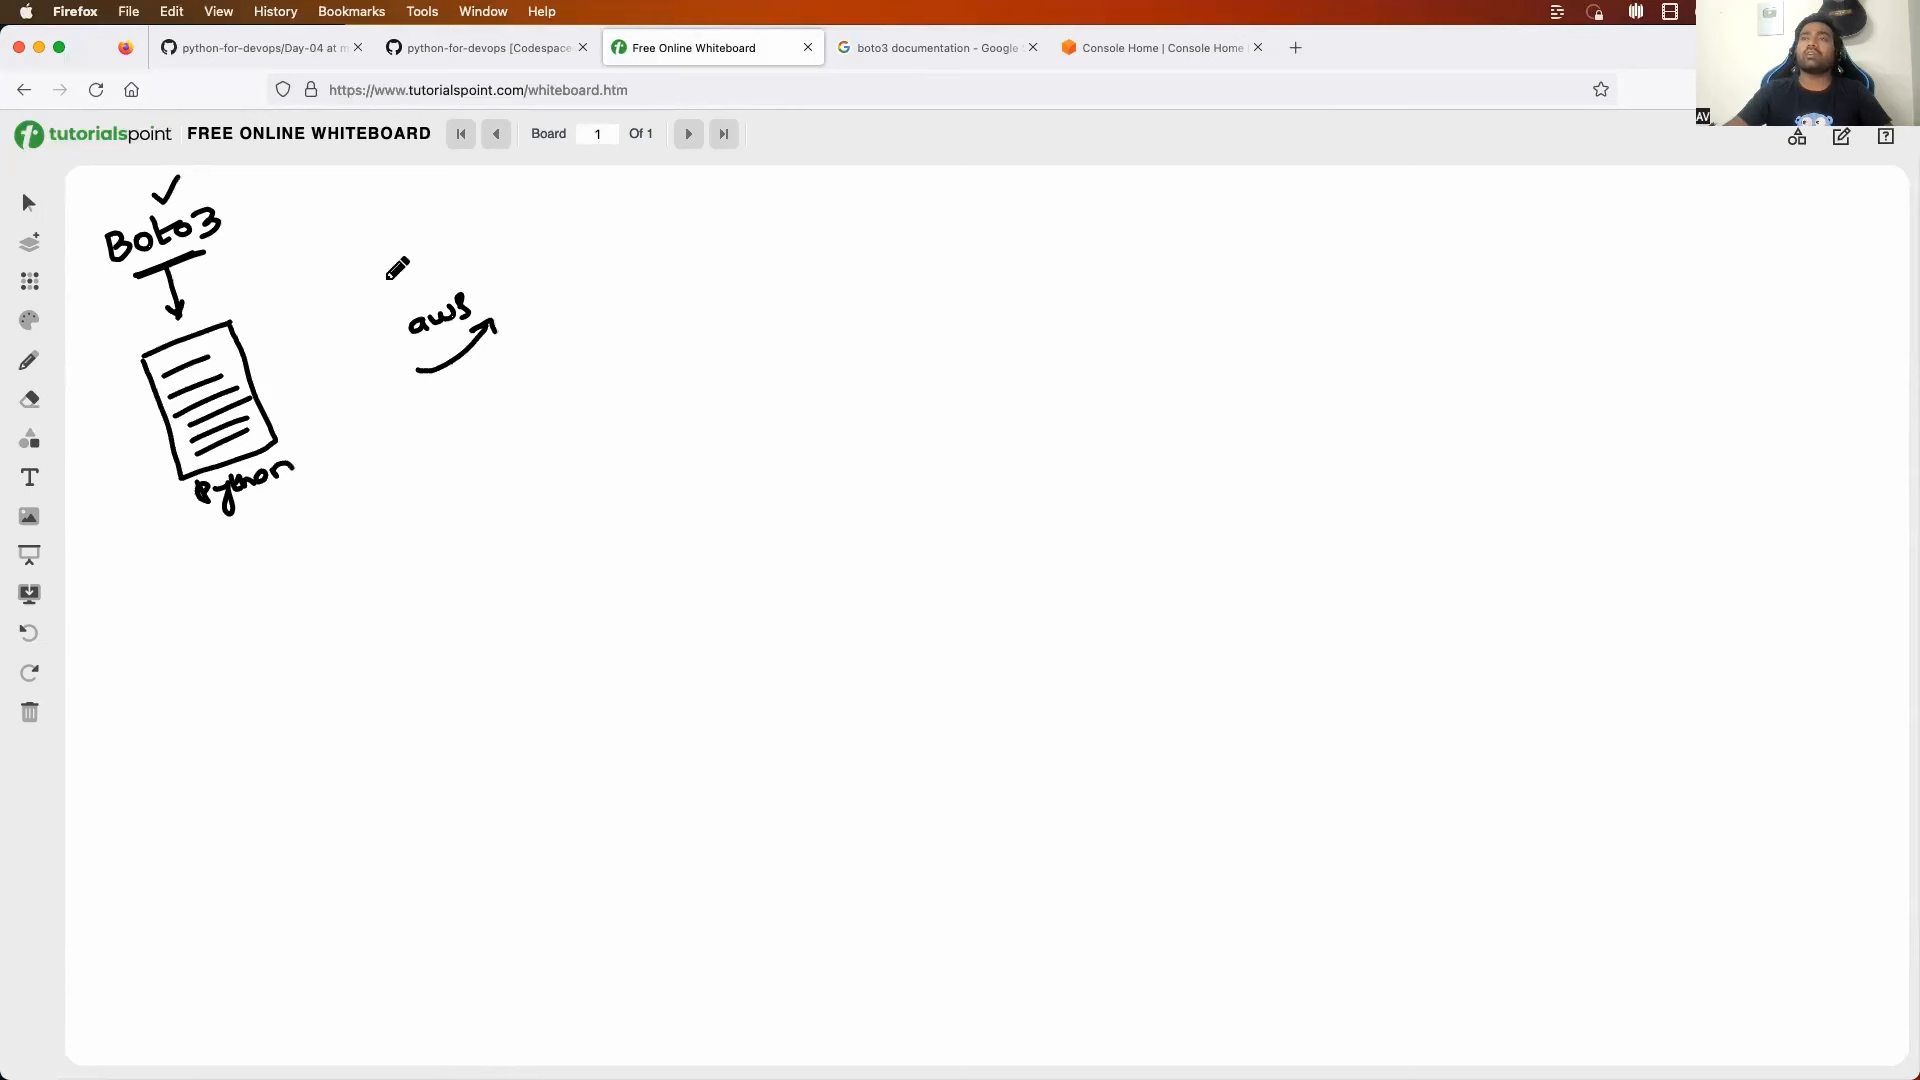 Firefox File Edit View History Bookmarks Tools Window Help
python-for-devops/Day-04 at m
python-for-devops [Codespace
Free Online Whiteboard
boto3 documentation - Google
Console Home | Console Home
https://www.tutorialspoint.com/whiteboard.htm
AV
tutorialspoint FREE ONLINE WHITEBOARD Board 1 Of 1
Boto3
aws
Python